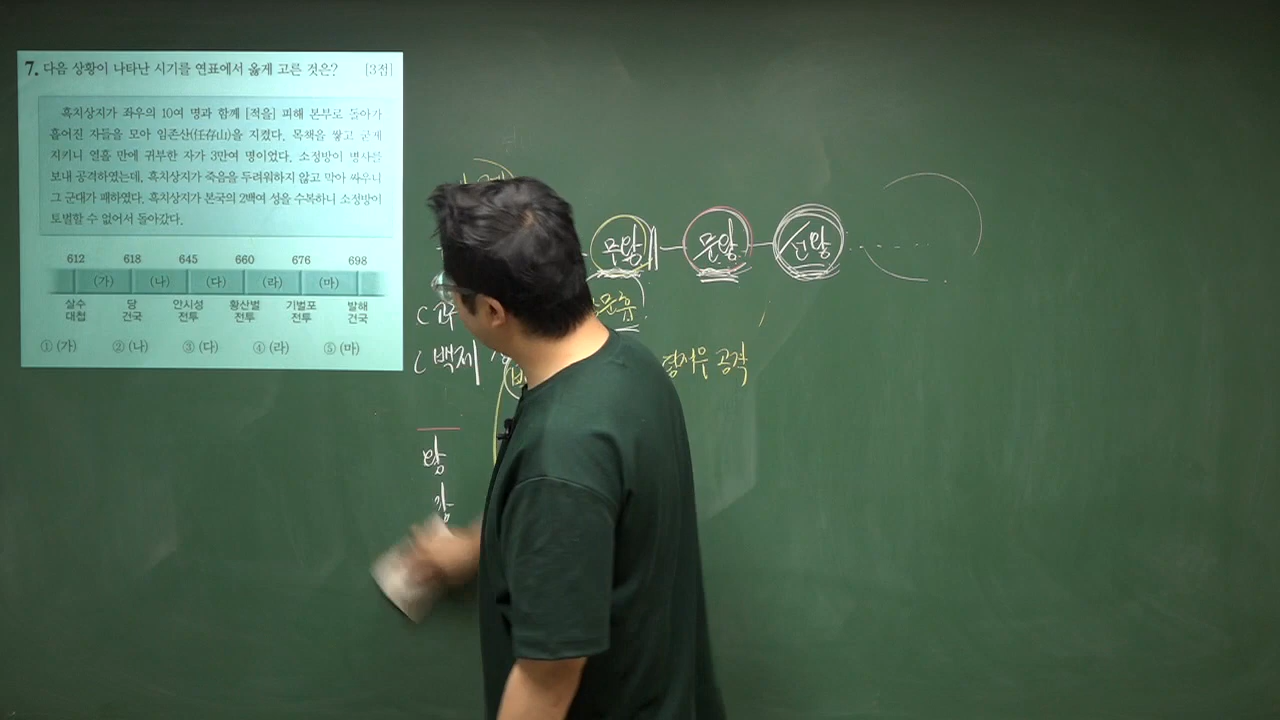 7. 다음 상황이 나타난 시기를 연표에서 옳게 고른 것은? [3점]
흑치상지가 좌우의 10여 명과 함께 [적을] 피해 본부로 돌아가
흩어진 자들을 모아 임존산(任存山)을 지켰다. 목책을 쌓고 굳게
지키니 열흘 만에 귀부한 자가 3만여 명이었다. 소정방이 병사를
보내 공격하였는데, 흑치상지가 죽음을 두려워하지 않고 막아 싸우니
그 군대가 패하였다. 흑치상지가 본국의 2백여 성을 수복하니 소정방이
토벌할 수 없어서 돌아갔다.
612 618 645 660 676 698
(가) (나) (다) (라) (마)
살수 당 안시성 황산벌 기벌포 발해
대첩 건국 전투 전투 전투 건국
① (가) ② (나) ③ (다) ④ (라) ⑤ (마)
무왕 문왕 선왕
백제 공격